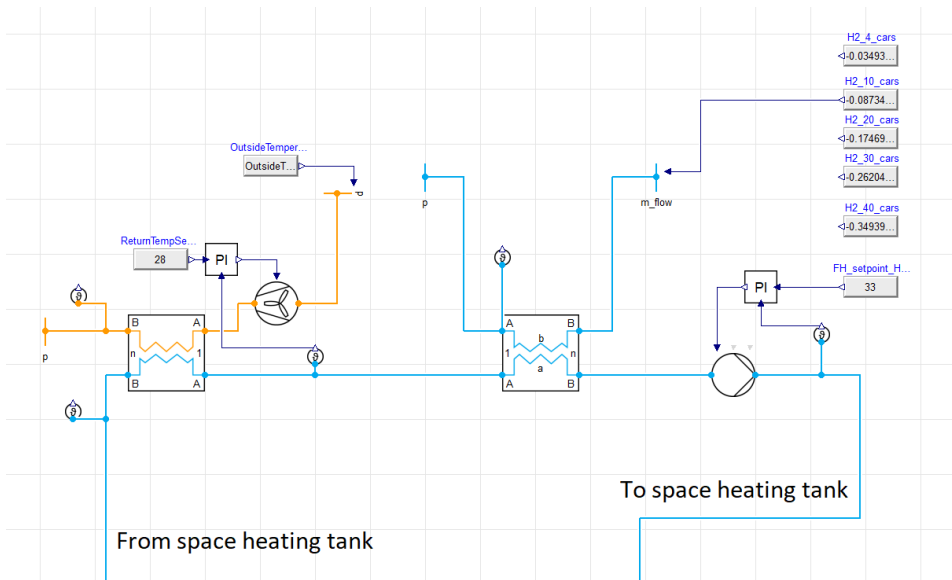 H2_4_cars
-0.03493...
H2_10_cars
-0.08734...
H2_20_cars
-0.17469...
H2_30_cars
-0.26204...
H2_40_cars
-0.34939...
OutsideTemper...
OutsideT...
p
p
m_flow
ReturnTempSe...
28
PI
FH_setpoint_H...
33
PI
ϑ
ϑ
ϑ
ϑ
ϑ
p
B A
n 1
B A
A B
b
1 n
a
A B
To space heating tank
From space heating tank